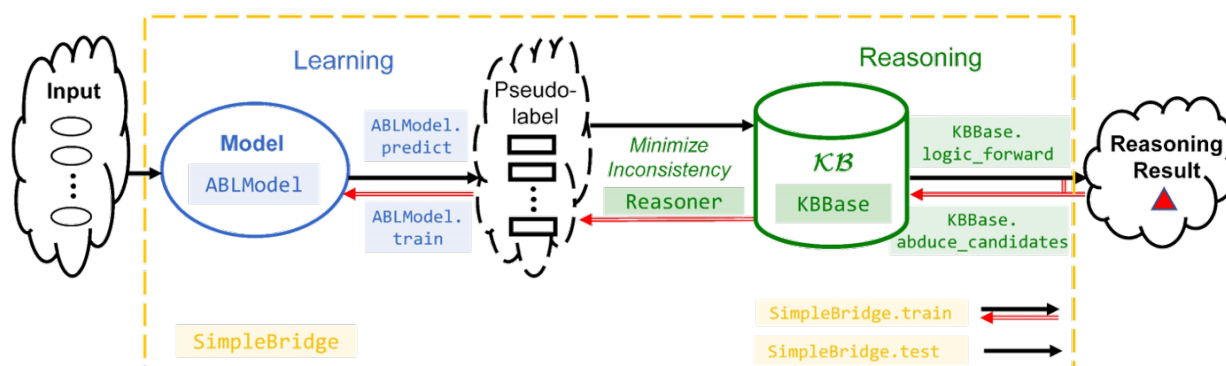 Input
Learning
Model
ABLModel
ABLModel.
predict
ABLModel.
train
Pseudo-
label
Minimize
Inconsistency
Reasoner
Reasoning
𝒦ℬ
KBBase
KBBase.
logic_forward
KBBase.
abduce_candidates
Reasoning
Result
SimpleBridge
SimpleBridge.train
SimpleBridge.test